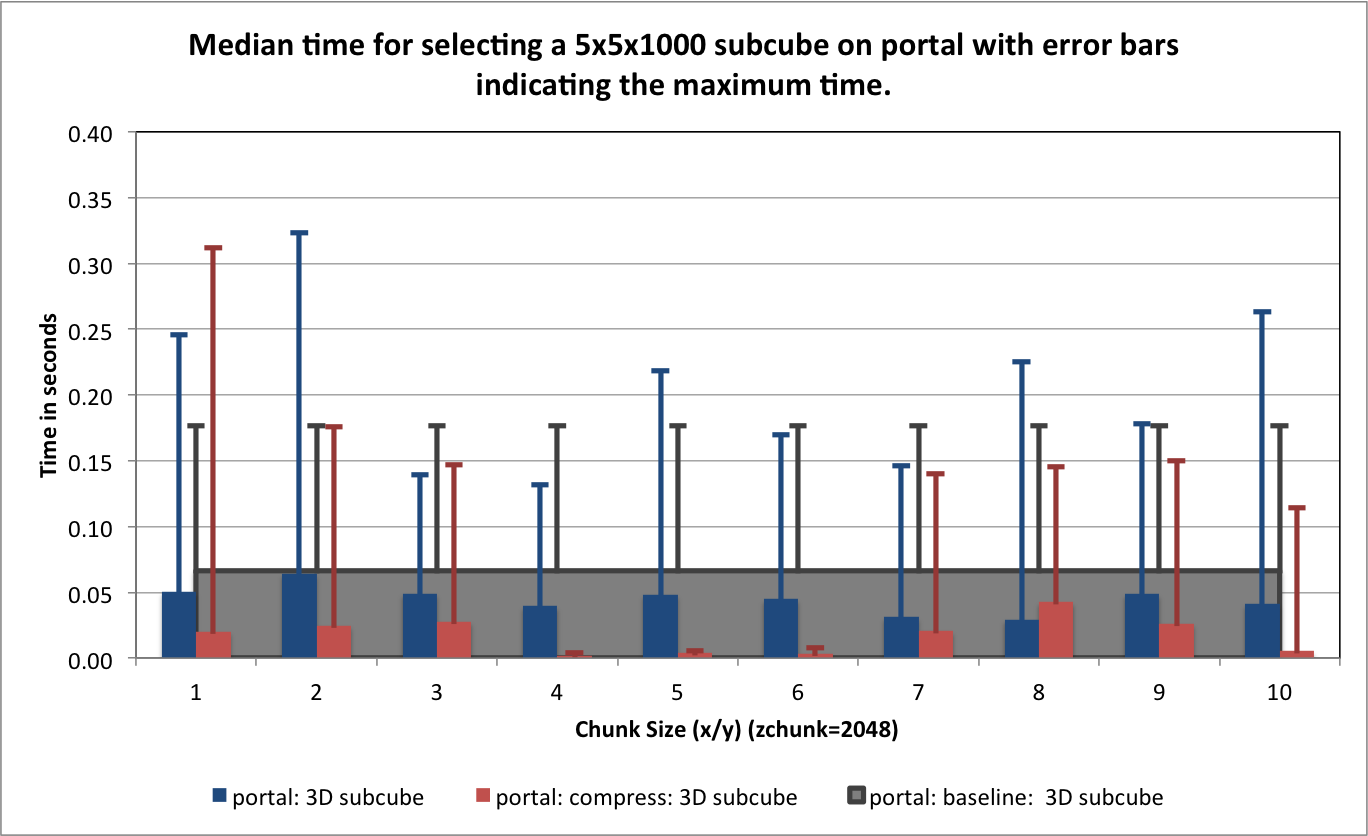 Median time for selecting a 5x5x1000 subcube on portal with error bars
indicating the maximum time.
0.40
0.35
0.30
0.25
0.20
0.15
0.10
0.05
0.00
Time in seconds
1 2 3 4 5 6 7 8 9 10
Chunk Size (x/y) (zchunk=2048)
portal: 3D subcube portal: compress: 3D subcube portal: baseline: 3D subcube